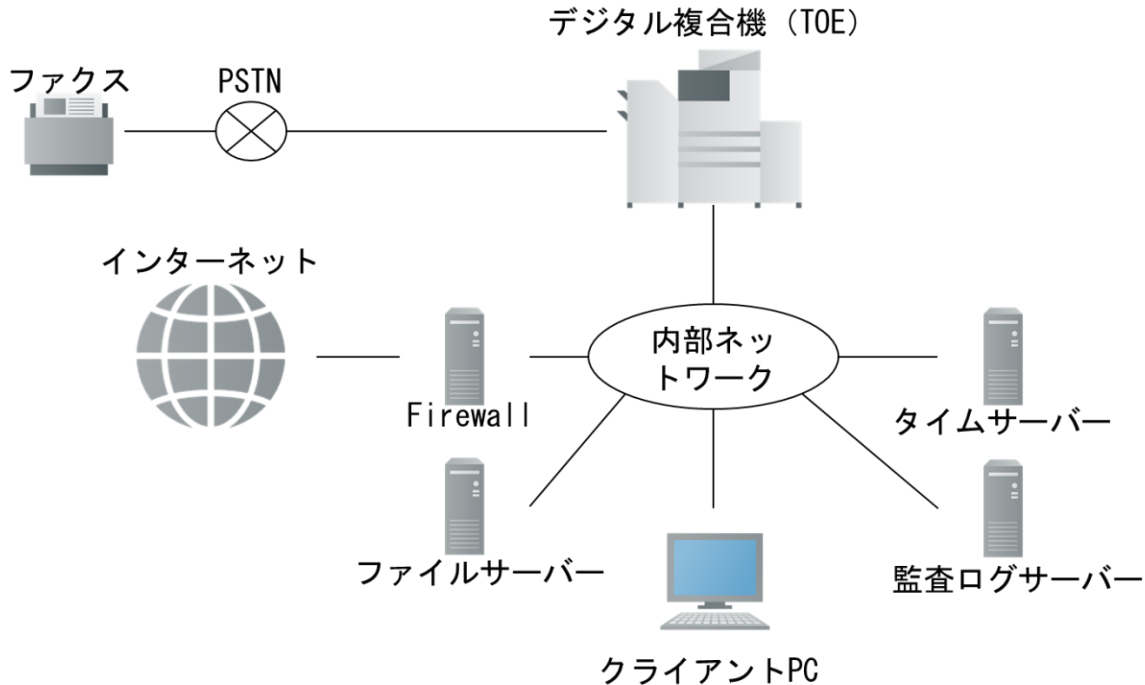 デジタル複合機（TOE）
ファクス
PSTN
インターネット
内部ネッ
トワーク
Firewall
タイムサーバー
ファイルサーバー
監査ログサーバー
クライアントPC